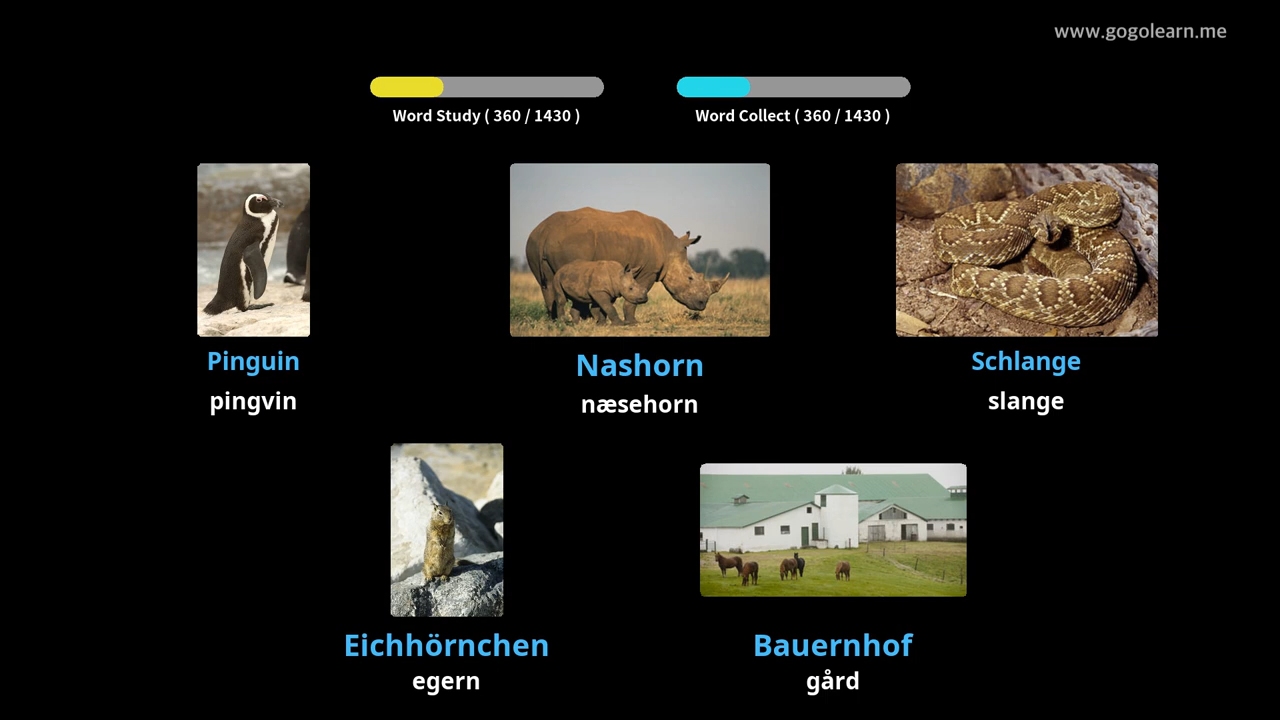 www.gogolearn.me
Word Study ( 360 / 1430 )
Word Collect ( 360 / 1430 )
Pinguin
pingvin
Nashorn
næsehorn
Schlange
slange
Eichhörnchen
egern
Bauernhof
gård